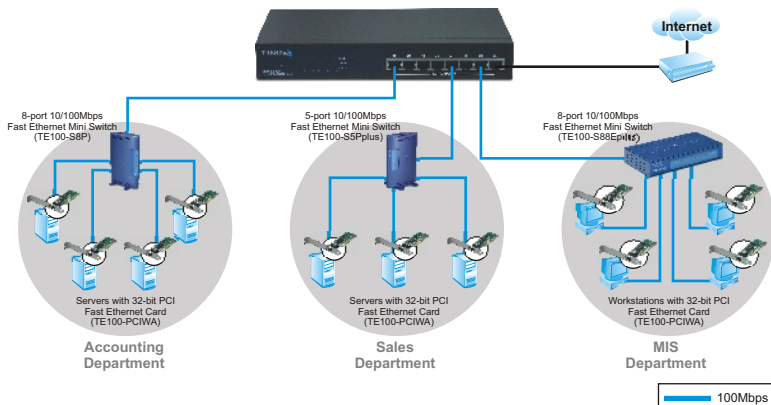 Internet
8-port 10/100Mbps
Fast Ethernet Mini Switch
(TE100-S8P)
5-port 10/100Mbps
Fast Ethernet Mini Switch
(TE100-S5Pplus)
8-port 10/100Mbps
Fast Ethernet Mini Switch
(TE100-S88Eplus)
Servers with 32-bit PCI
Fast Ethernet Card
(TE100-PCIWA)
Servers with 32-bit PCI
Fast Ethernet Card
(TE100-PCIWA)
Workstations with 32-bit PCI
Fast Ethernet Card
(TE100-PCIWA)
Accounting
Department
Sales
Department
MIS
Department
100Mbps